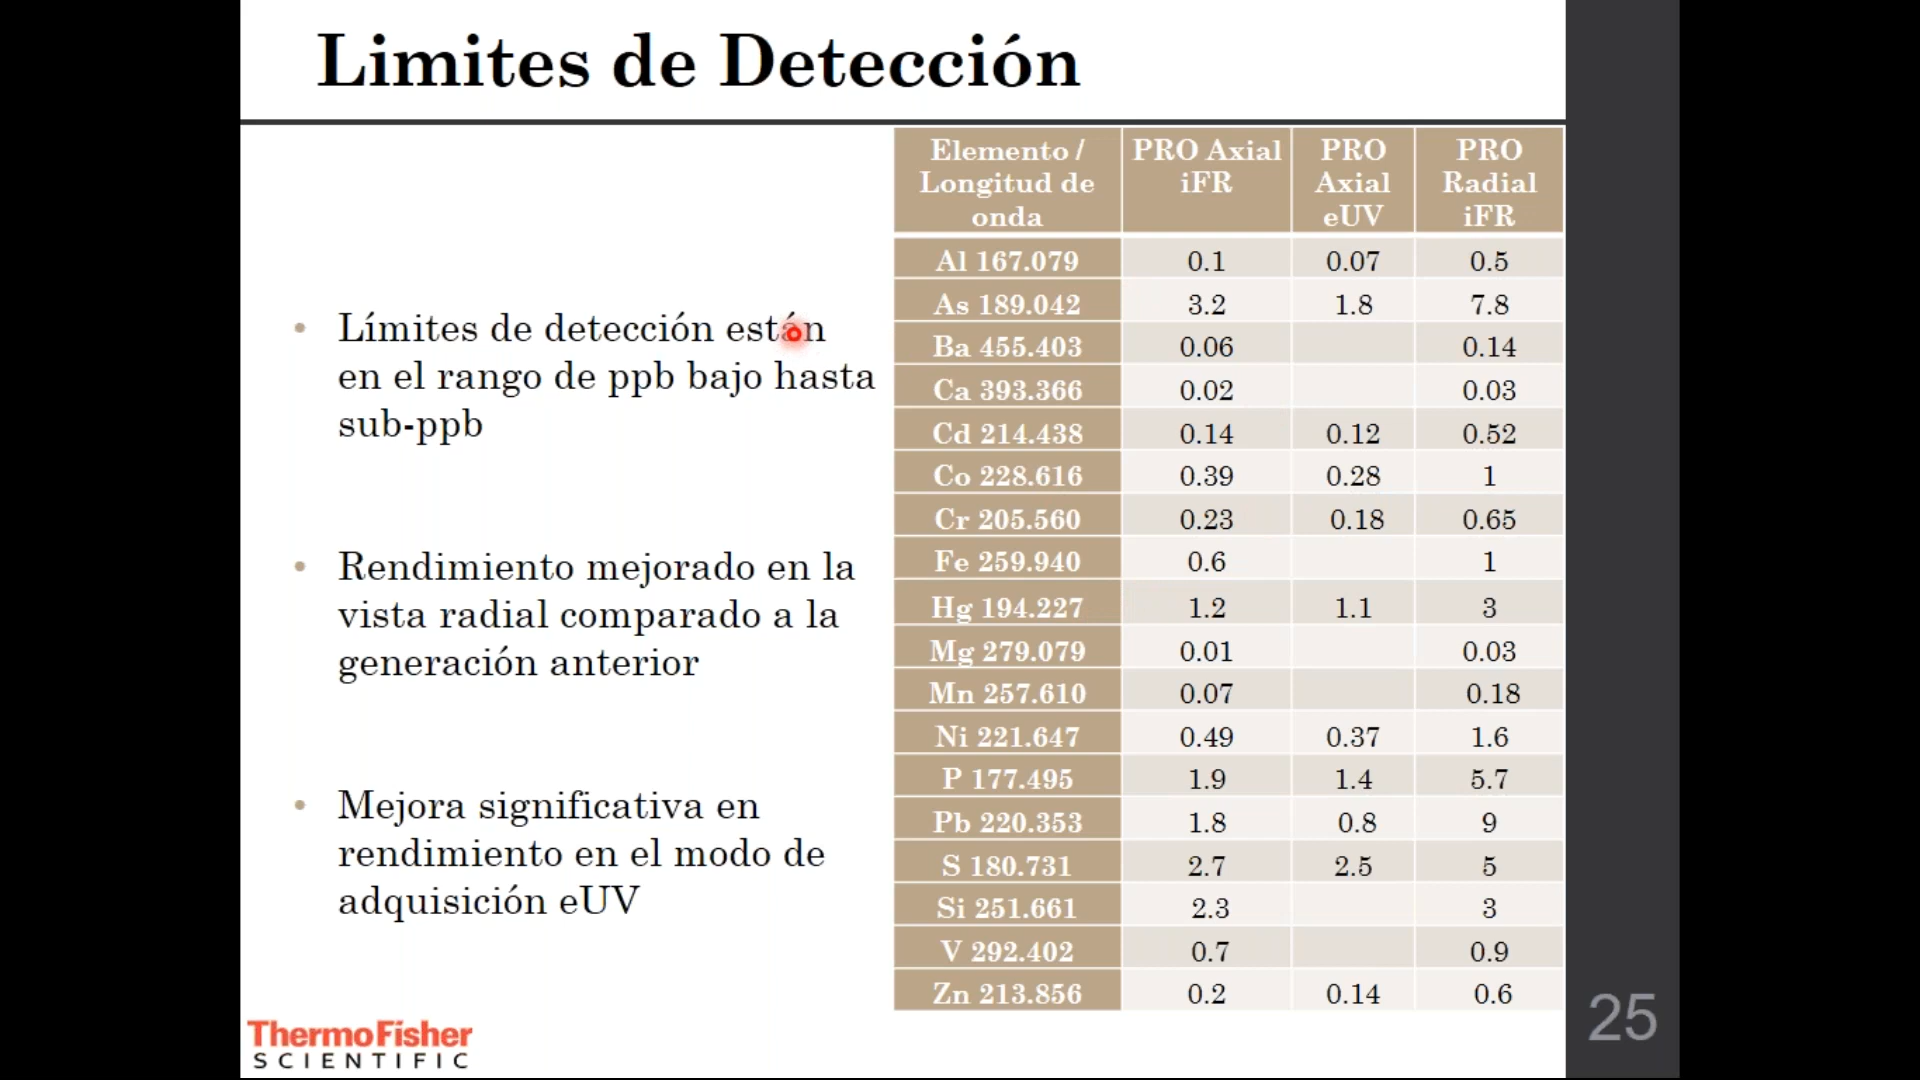 Limites de Detección
• Límites de detección están
en el rango de ppb bajo hasta
sub-ppb
• Rendimiento mejorado en la
vista radial comparado a la
generación anterior
• Mejora significativa en
rendimiento en el modo de
adquisición eUV
Elemento / Longitud de onda | PRO Axial iFR | PRO Axial eUV | PRO Radial iFR
Al 167.079 | 0.1 | 0.07 | 0.5
As 189.042 | 3.2 | 1.8 | 7.8
Ba 455.403 | 0.06 | | 0.14
Ca 393.366 | 0.02 | | 0.03
Cd 214.438 | 0.14 | 0.12 | 0.52
Co 228.616 | 0.39 | 0.28 | 1
Cr 205.560 | 0.23 | 0.18 | 0.65
Fe 259.940 | 0.6 | | 1
Hg 194.227 | 1.2 | 1.1 | 3
Mg 279.079 | 0.01 | | 0.03
Mn 257.610 | 0.07 | | 0.18
Ni 221.647 | 0.49 | 0.37 | 1.6
P 177.495 | 1.9 | 1.4 | 5.7
Pb 220.353 | 1.8 | 0.8 | 9
S 180.731 | 2.7 | 2.5 | 5
Si 251.661 | 2.3 | | 3
V 292.402 | 0.7 | | 0.9
Zn 213.856 | 0.2 | 0.14 | 0.6
ThermoFisher
SCIENTIFIC
25